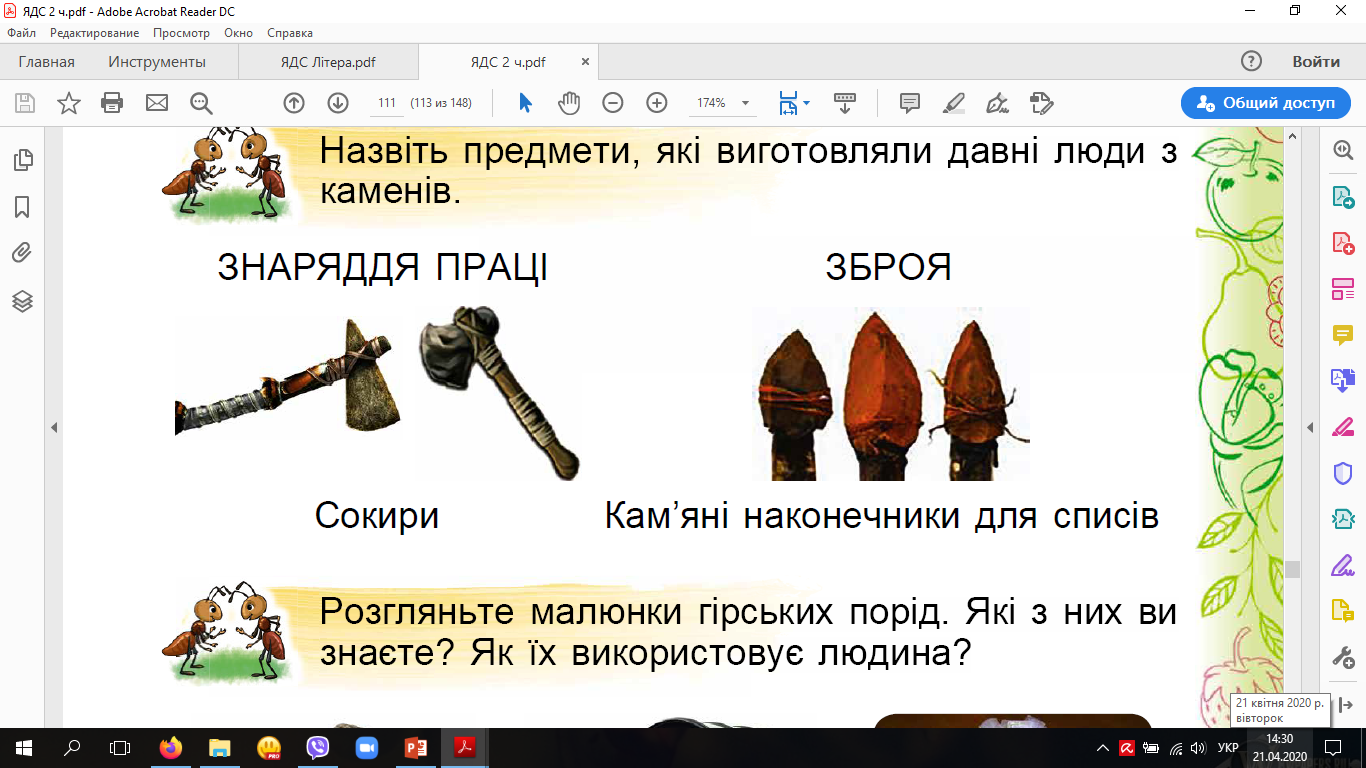 ЯДС 2 ч.pdf - Adobe Acrobat Reader DC
Файл Редактирование Просмотр Окно Справка
Главная Инструменты ЯДС Літера.pdf ЯДС 2 ч.pdf Войти
111 (113 из 148) 174% Общий доступ
Назвіть предмети, які виготовляли давні люди з
каменів.
ЗНАРЯДДЯ ПРАЦІ ЗБРОЯ
Сокири Кам’яні наконечники для списів
Розгляньте малюнки гірських порід. Які з них ви
знаєте? Як їх використовує людина?
21 квітня 2020 р.
вівторок
PRO УКР 14:30
21.04.2020